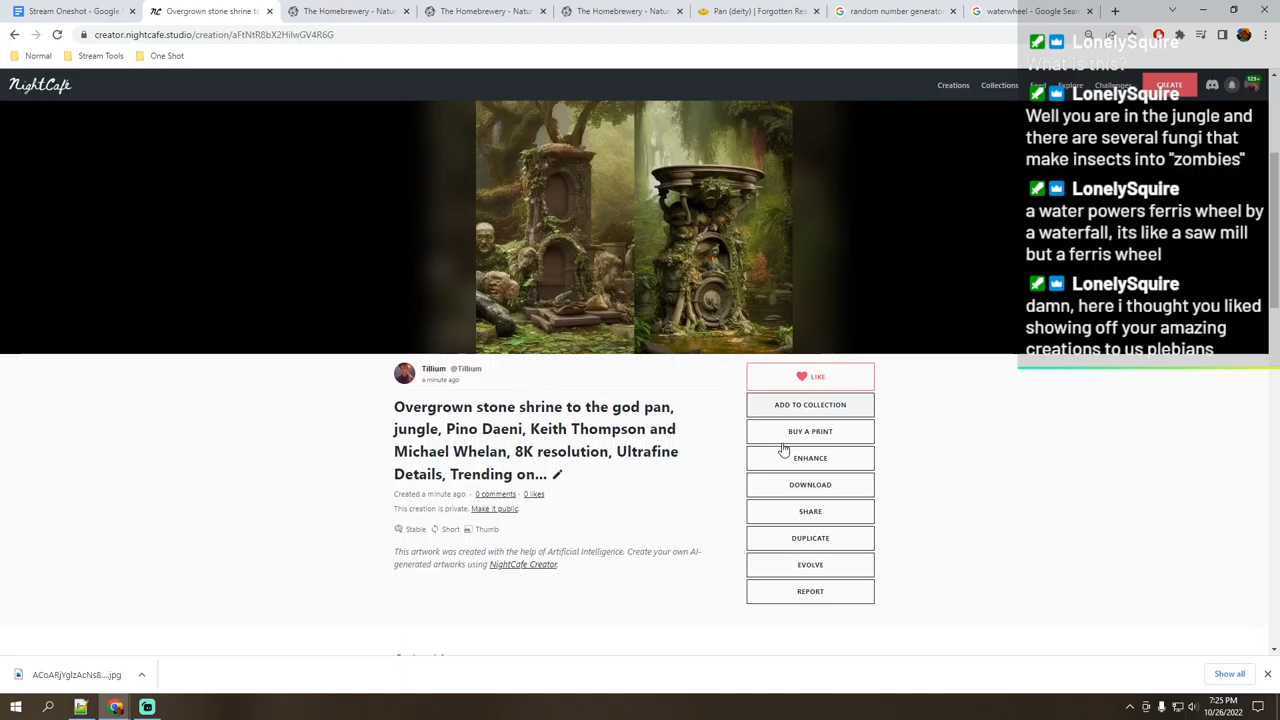 Stream Oneshot - Google D
Overgrown stone shrine to
The Homebrewery - Natur
The Homebrewery - Natur
The Homebrewery - Natur
Pan (deity) | Forgotten Rea
random number generato
waterwheel - Google Sear
creator.nightcafe.studio/creation/aFtNtR8bX2HiIwGV4R6G
Normal
Stream Tools
One Shot
NightCafe
Creations
Collections
Feed
Explore
Challenges
CREATE
LonelySquire
What is this?
LonelySquire
Well you are in the jungle and
there are several fungi that
make insects into "zombies"
LonelySquire
a water powers ferris wheel by
a waterfall, its like a saw mill
but a ferris wheel
LonelySquire
damn, here i thought you liked
showing off your amazing
creations to us plebians
Tillium @Tillium
a minute ago
Overgrown stone shrine to the god pan,
jungle, Pino Daeni, Keith Thompson and
Michael Whelan, 8K resolution, Ultrafine
Details, Trending on...
Created a minute ago · 0 comments · 0 likes
This creation is private. Make it public.
Stable Short Thumb
This artwork was created with the help of Artificial Intelligence. Create your own AI-
generated artworks using NightCafe Creator.
LIKE
ADD TO COLLECTION
BUY A PRINT
ENHANCE
DOWNLOAD
SHARE
DUPLICATE
EVOLVE
REPORT
ACoARjYglzAcNs8....jpg
Show all
7:25 PM
10/26/2022